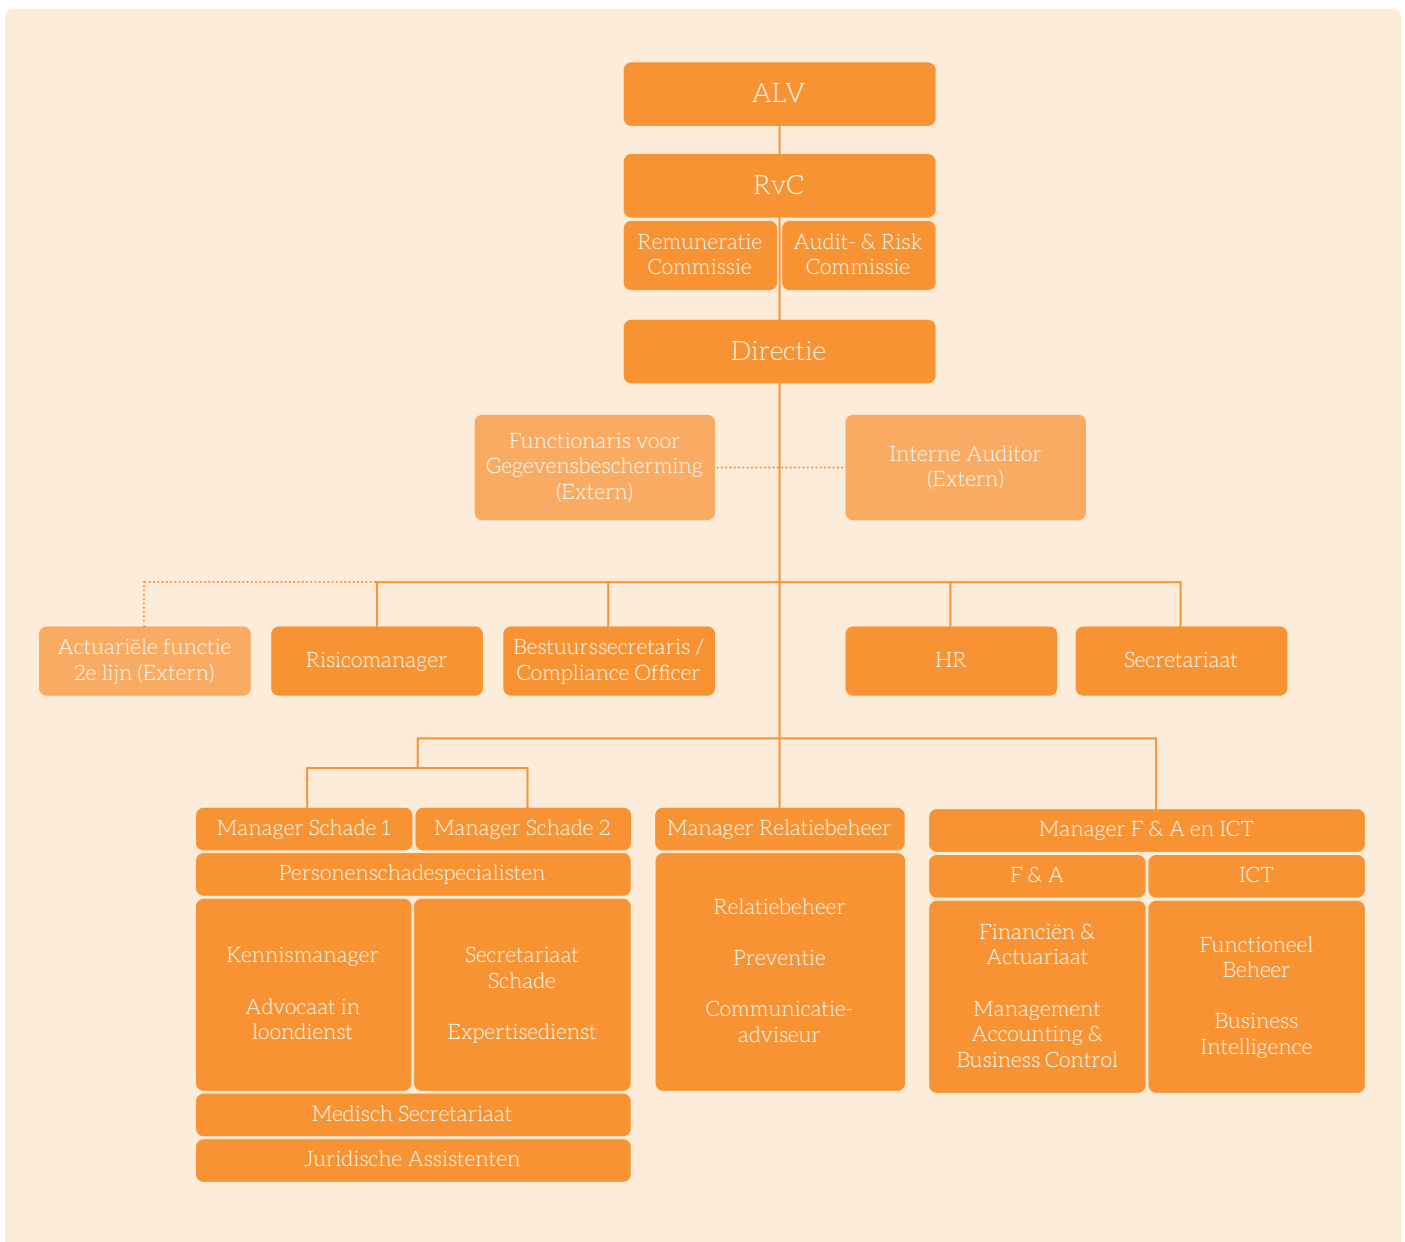 ALV
RvC
Remuneratie
Commissie
Audit- & Risk
Commissie
Directie
Functionaris voor
Gegevensbescherming
(Extern)
Interne Auditor
(Extern)
Actuariële functie
2e lijn (Extern)
Risicomanager
Bestuurssecretaris /
Compliance Officer
HR
Secretariaat
Manager Schade 1
Manager Schade 2
Personenschadespecialisten
Kennismanager
Advocaat in
loondienst
Secretariaat
Schade
Expertisedienst
Medisch Secretariaat
Juridische Assistenten
Manager Relatiebeheer
Relatiebeheer
Preventie
Communicatie-
adviseur
Manager F & A en ICT
F & A
Financiën &
Actuariaat
Management
Accounting &
Business Control
ICT
Functioneel
Beheer
Business
Intelligence